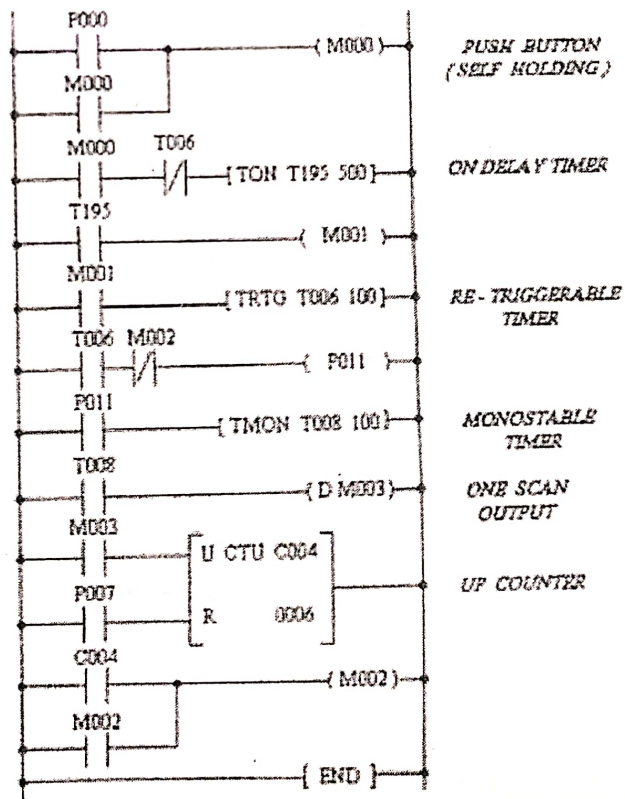 P000
( M000 )
PUSH BUTTON
( SELF HOLDING )
M000
M000
T006
[ TON T195 500 ]
ON DELAY TIMER
T195
( M001 )
M001
[ TRTG T006 100 ]
RE - TRIGGERABLE
TIMER
T006 M002
( P011 )
P011
[ TMON T008 100 ]
MONOSTABLE
TIMER
T008
( D M003 )
ONE SCAN
OUTPUT
M003
U CTU C004
P007
R 0006
UP COUNTER
C004
( M002 )
M002
[ END ]